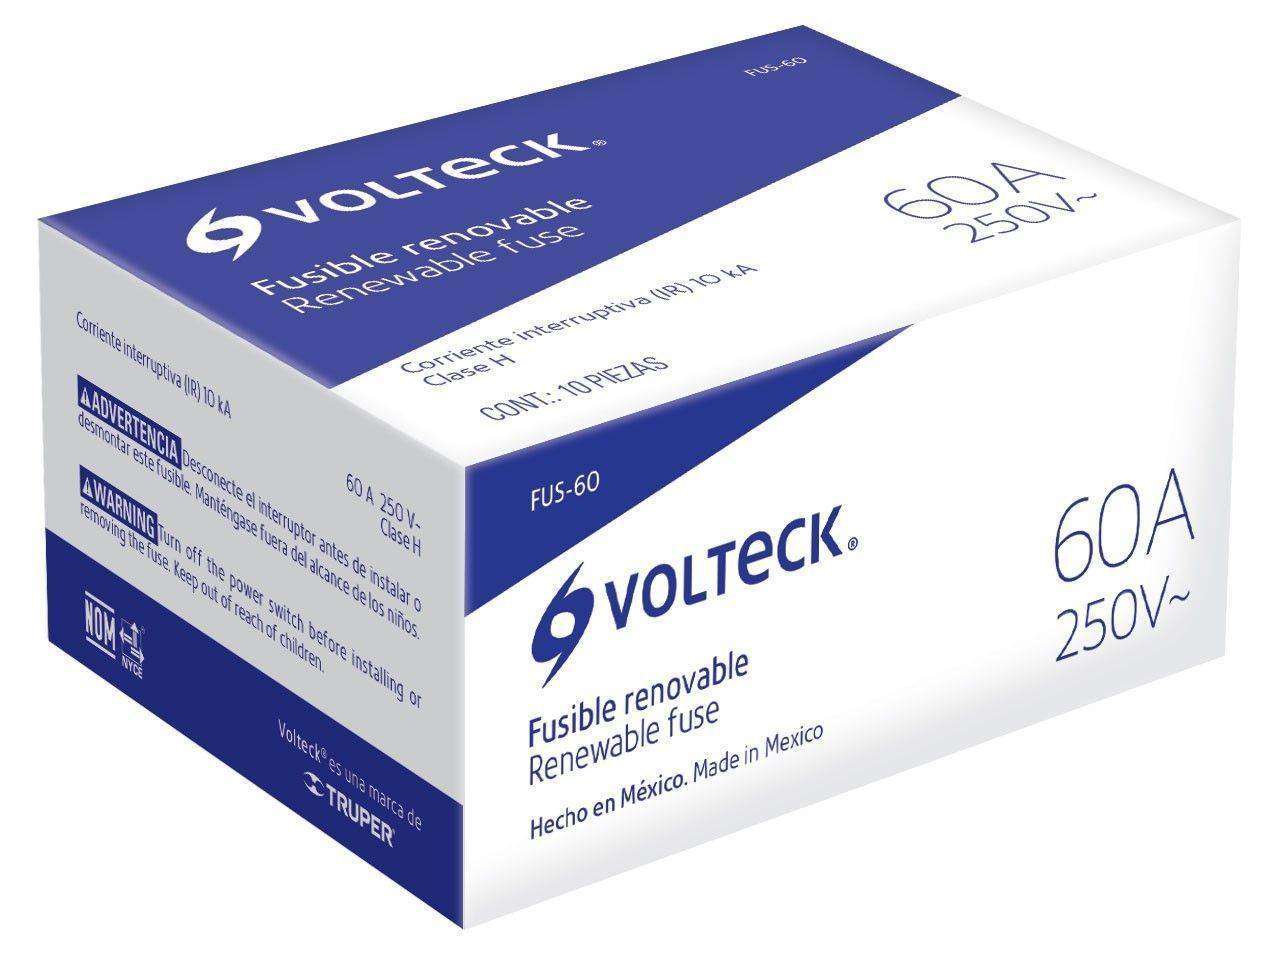 FUS-60
VOLTECK®
Fusible renovable
Renewable fuse
60A
250V~
Corriente interruptiva (IR) 10 kA
Clase H
CONT.: 10 PIEZAS
Corriente interruptiva (IR) 10 kA
60 A 250 V~
Clase H
ADVERTENCIA Desconecte el interruptor antes de instalar o
desmontar este fusible. Manténgase fuera del alcance de los niños.
WARNING Turn off the power switch before installing or
removing the fuse. Keep out of reach of children.
NOM
NYCE
Volteck® es una marca de
TRUPER®
FUS-60
VOLTECK®
Fusible renovable
Renewable fuse
Hecho en México. Made in Mexico
60A
250V~